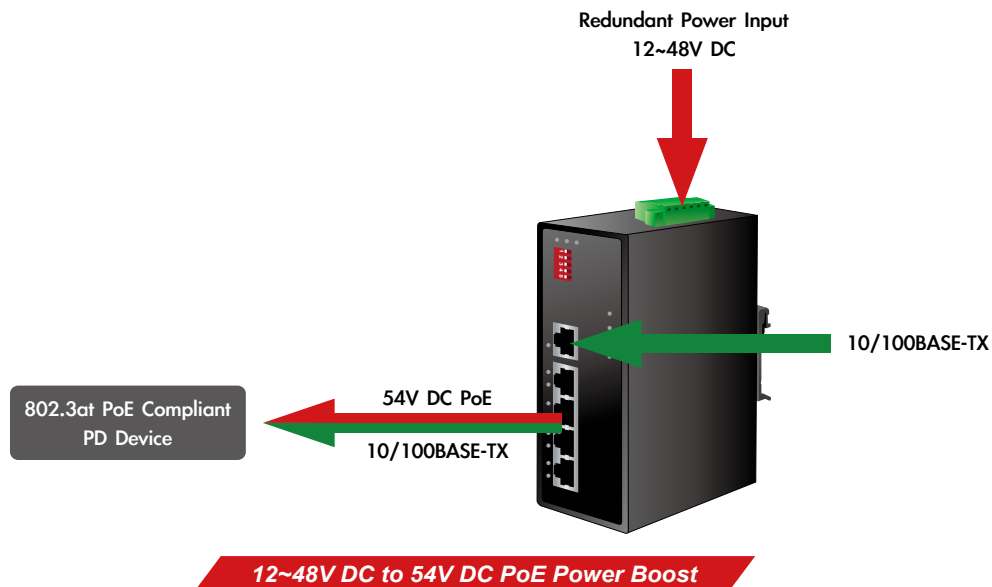 Redundant Power Input
12~48V DC
10/100BASE-TX
54V DC PoE
10/100BASE-TX
802.3at PoE Compliant
PD Device
12~48V DC to 54V DC PoE Power Boost